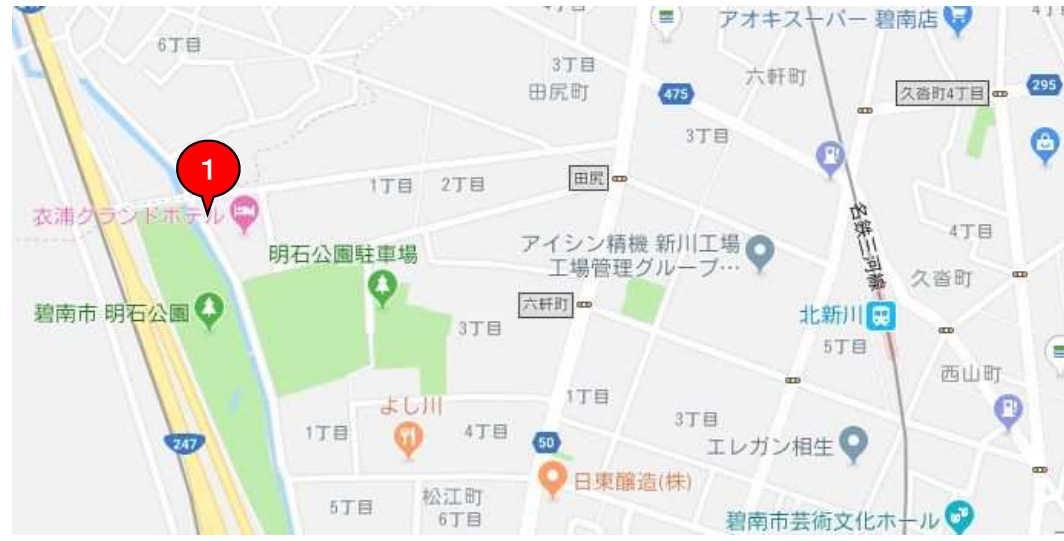 アオキスーパー 碧南店
6丁目
3丁目
田尻町
六軒町
475
久沓町4丁目
295
3丁目
1
1丁目
2丁目
田尻
衣浦グランドホテル
明石公園駐車場
アイシン精機 新川工場
工場管理グループ…
名鉄三河線
4丁目
久沓町
碧南市 明石公園
六軒町
北新川
3丁目
5丁目
西山町
よし川
1丁目
1丁目
4丁目
3丁目
247
50
エレガン相生
日東醸造(株)
5丁目
松江町
6丁目
碧南市芸術文化ホール